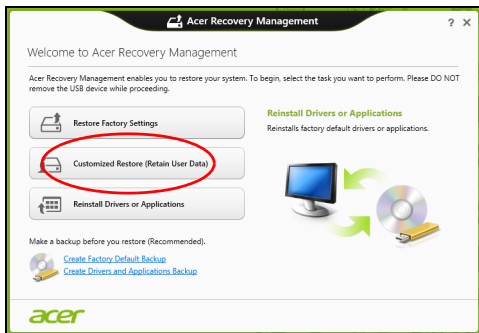 Acer Recovery Management
? ×
Welcome to Acer Recovery Management
Acer Recovery Management enables you to restore your system. To begin, select the task you want to perform. Please DO NOT
remove the USB device while proceeding.
Restore Factory Settings
Customized Restore (Retain User Data)
Reinstall Drivers or Applications
Reinstall Drivers or Applications
Reinstalls factory default drivers or applications.
Make a backup before you restore (Recommended).
Create Factory Default Backup
Create Drivers and Applications Backup
acer